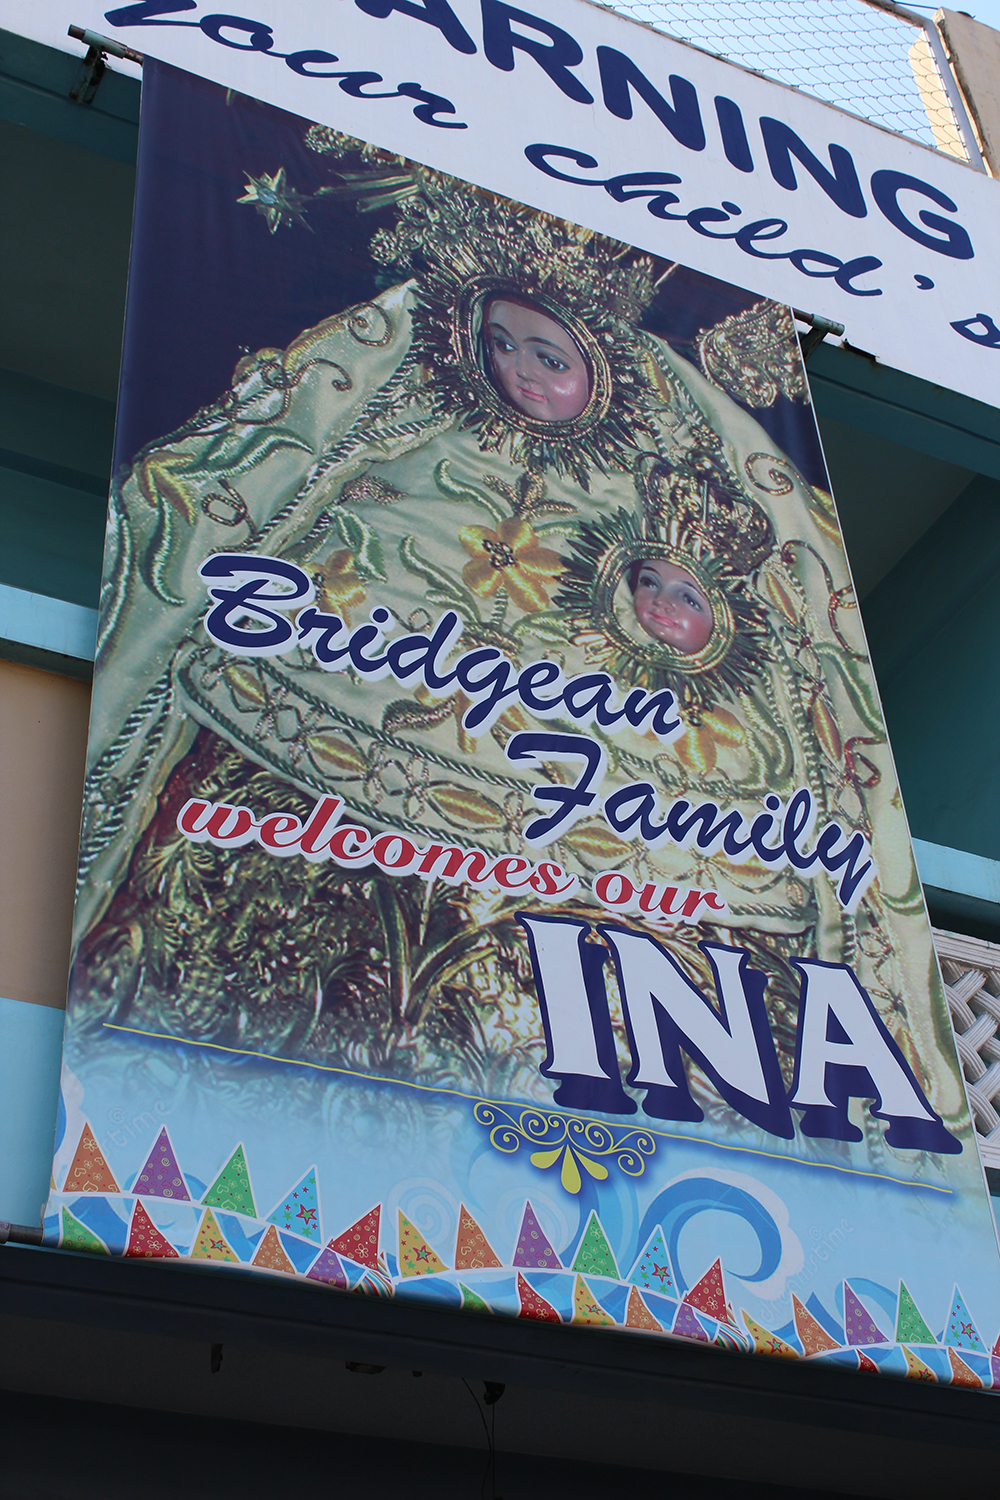 ARNING
your child's
Bridgean
Family
welcomes our
INA